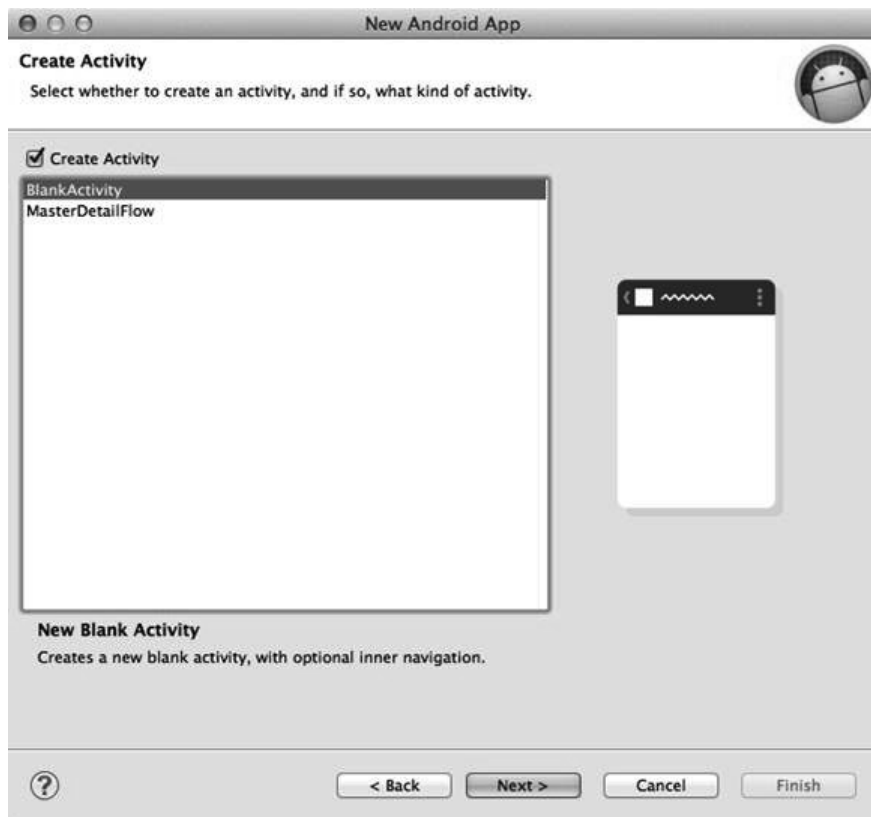 New Android App
Create Activity
Select whether to create an activity, and if so, what kind of activity.
Create Activity
BlankActivity
MasterDetailFlow
New Blank Activity
Creates a new blank activity, with optional inner navigation.
?
< Back
Next >
Cancel
Finish